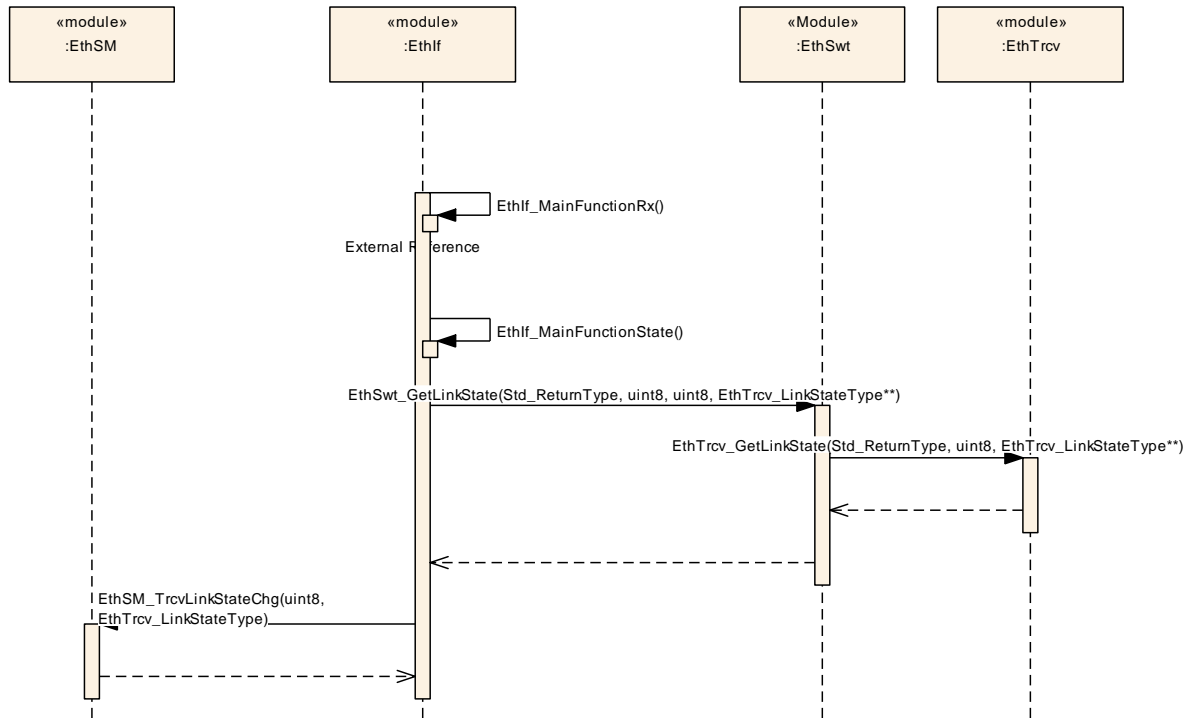 «module»
:EthSM
«module»
:EthIf
«Module»
:EthSwt
«module»
:EthTrcv
EthIf_MainFunctionRx()
External Reference
EthIf_MainFunctionState()
EthSwt_GetLinkState(Std_ReturnType, uint8, uint8, EthTrcv_LinkStateType**)
EthTrcv_GetLinkState(Std_ReturnType, uint8, EthTrcv_LinkStateType**)
EthSM_TrcvLinkStateChg(uint8,
EthTrcv_LinkStateType)